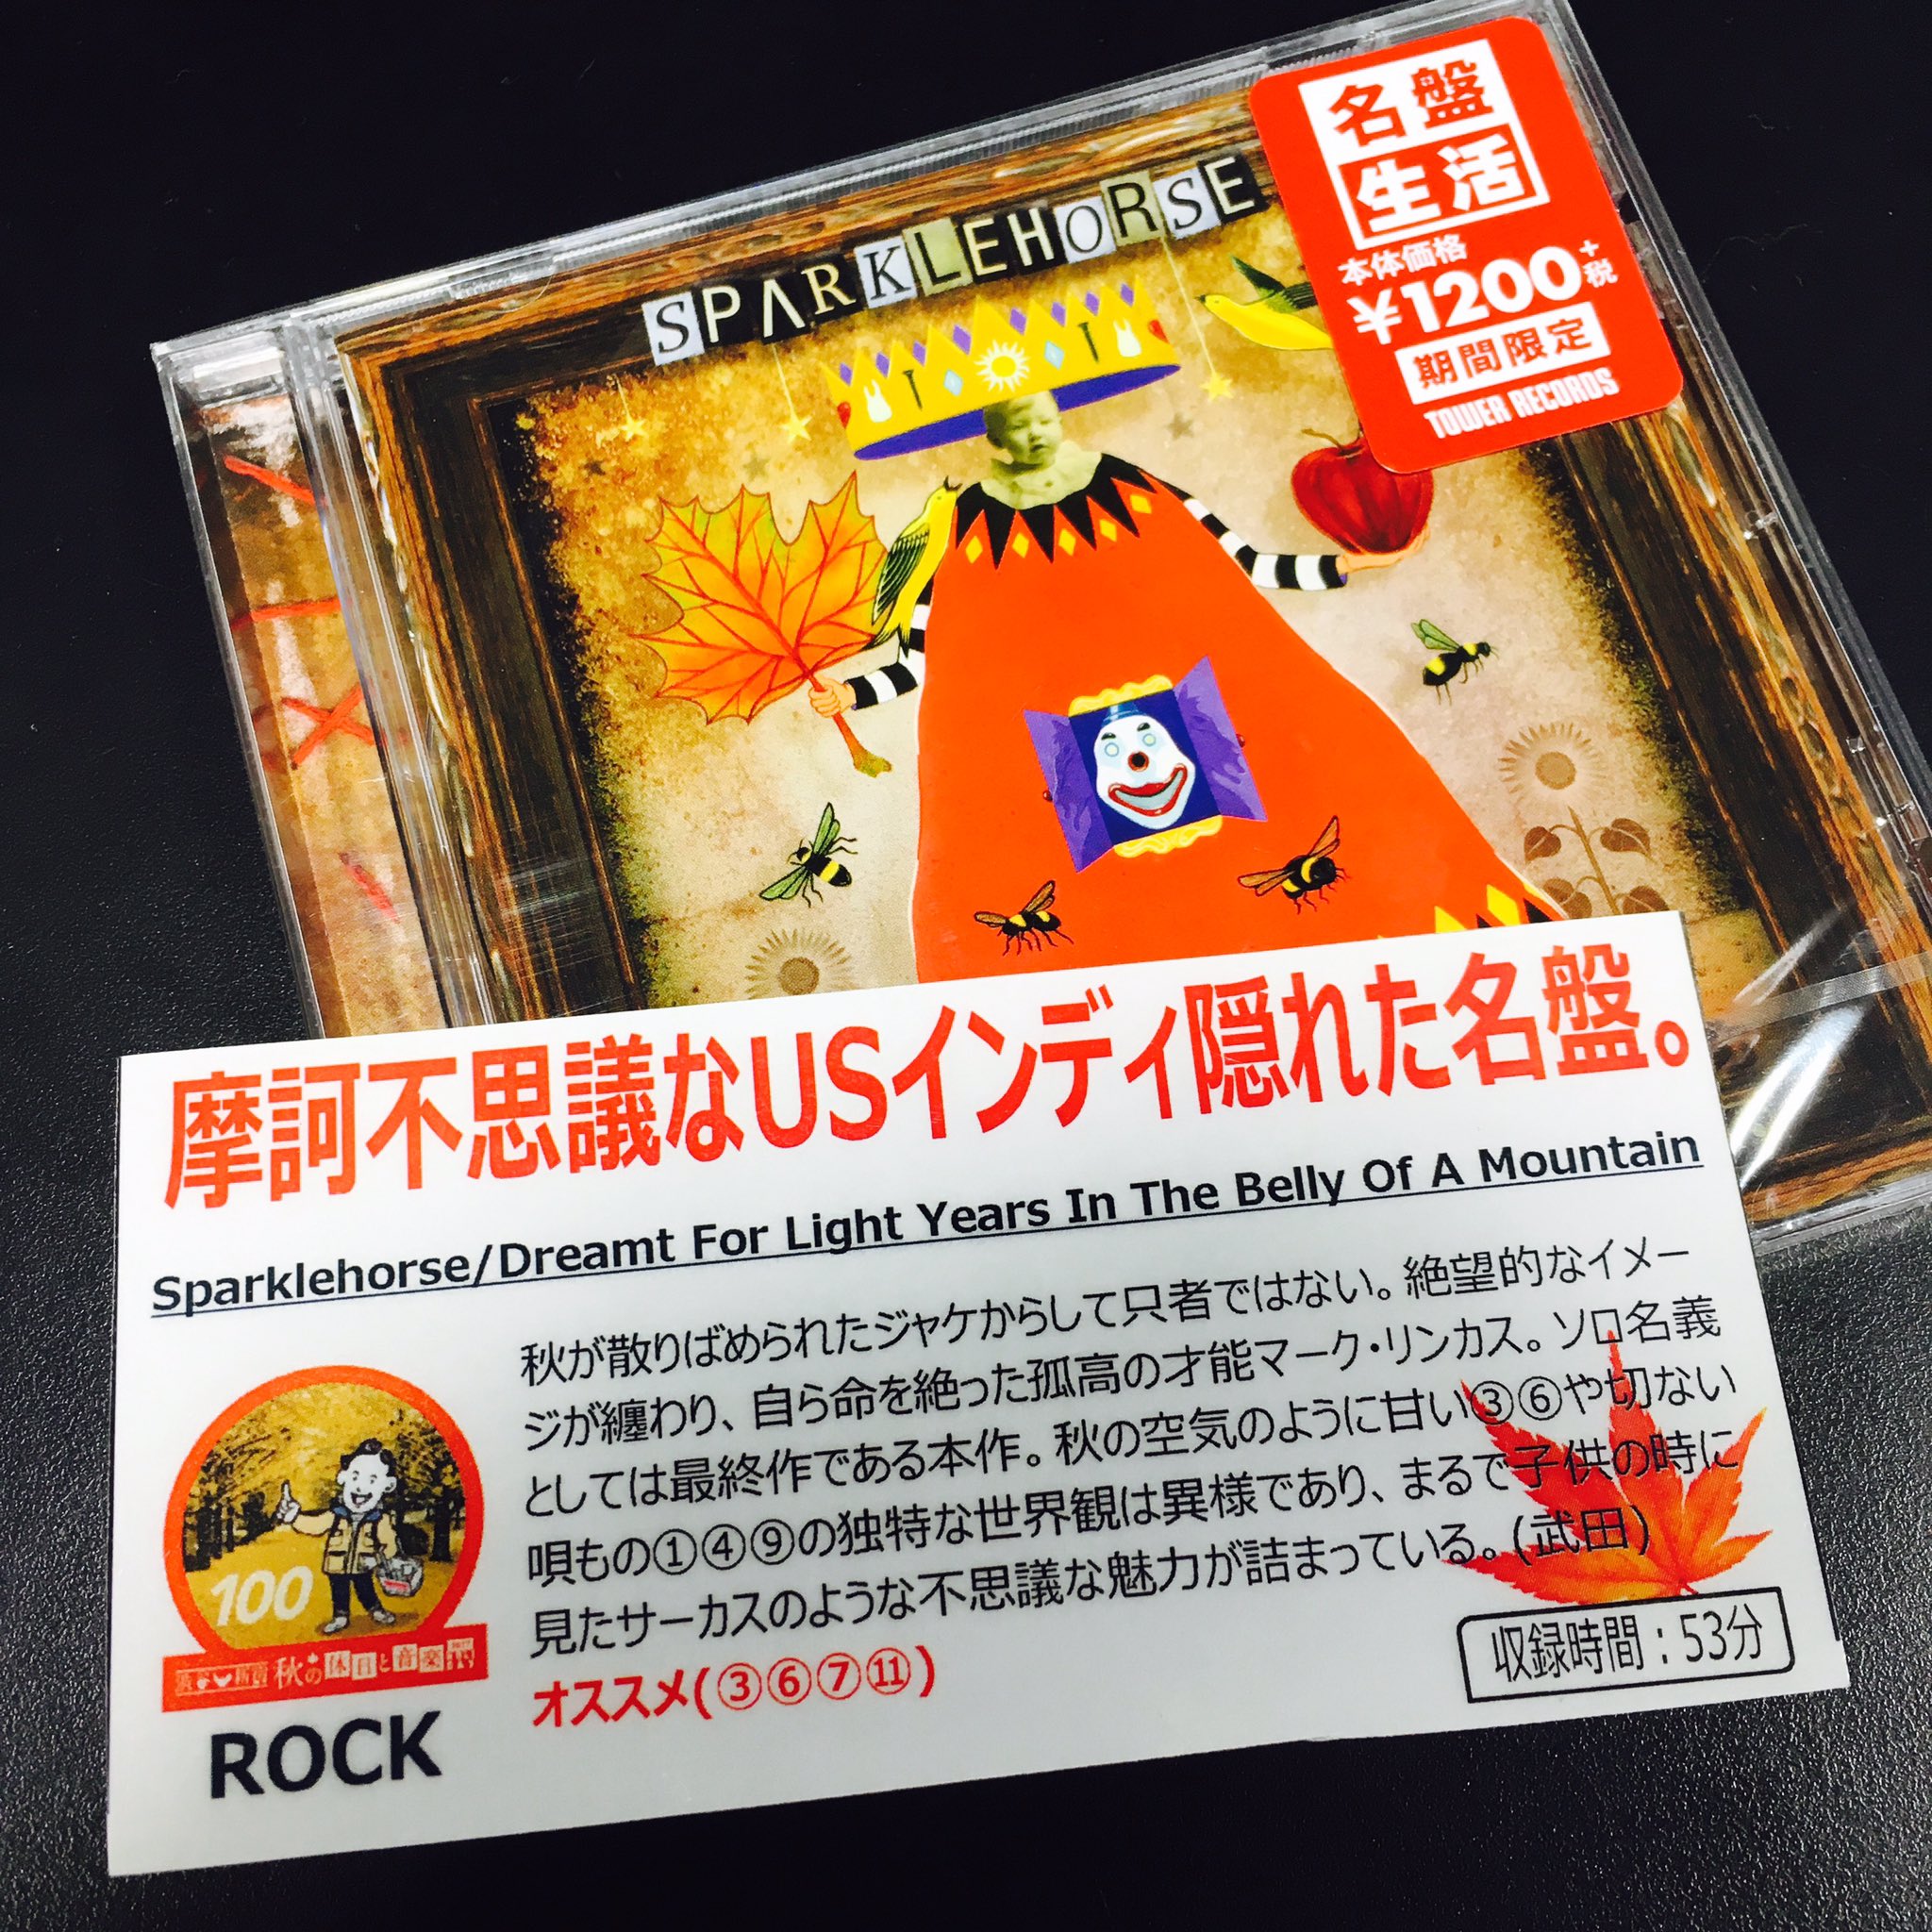 SPARKLEHORSE
名盤
生活
本体価格
¥1200+税
期間限定
TOWER RECORDS
摩訶不思議なUSインディ隠れた名盤。
Sparklehorse/Dreamt For Light Years In The Belly Of A Mountain
秋が散りばめられたジャケからして只者ではない。絶望的なイメー
ジが纏わり、自ら命を絶った孤高の才能マーク・リンカス。ソロ名義
としては最終作である本作。秋の空気のように甘い③⑥や切ない
唄もの①④⑨の独特な世界観は異様であり、まるで子供の時に
見たサーカスのような不思議な魅力が詰まっている。(武田)
オススメ(③⑥⑦⑪)
収録時間：53分
100
秋の休日と音楽
ROCK